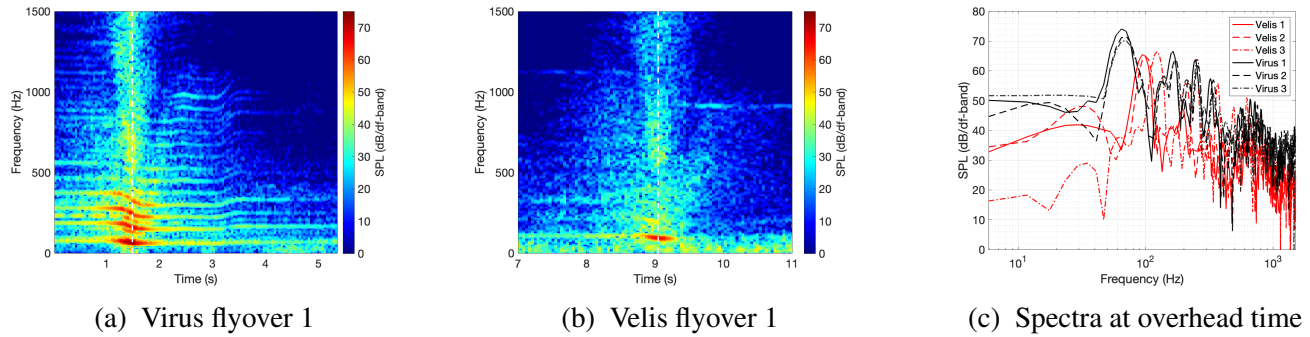 1500
1000
500
0
Frequency (Hz)
1 2 3 4 5
Time (s)
70
60
50
40
30
20
10
0
SPL (dB/df-band)
(a) Virus flyover 1
1500
1000
500
0
Frequency (Hz)
7 8 9 10 11
Time (s)
70
60
50
40
30
20
10
0
SPL (dB/df-band)
(b) Velis flyover 1
80
70
60
50
40
30
20
10
0
SPL (dB/df-band)
10¹ 10² 10³
Frequency (Hz)
Velis 1
Velis 2
Velis 3
Virus 1
Virus 2
Virus 3
(c) Spectra at overhead time